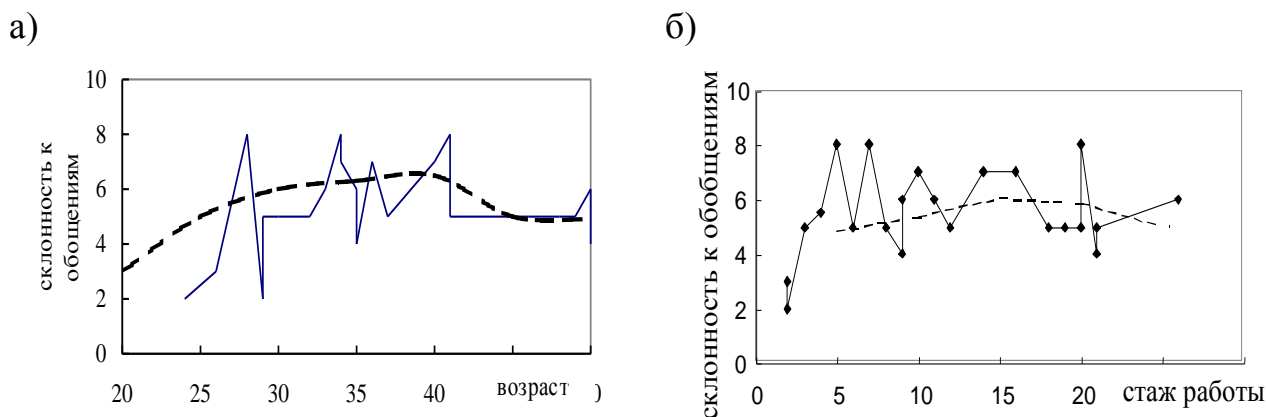 а)
б)
10
8
6
4
2
0
склонность к
обощениям
20 25 30 35 40 возраст )
10
8
6
4
2
0
склонность к обобщениям
0 5 10 15 20 стаж работы